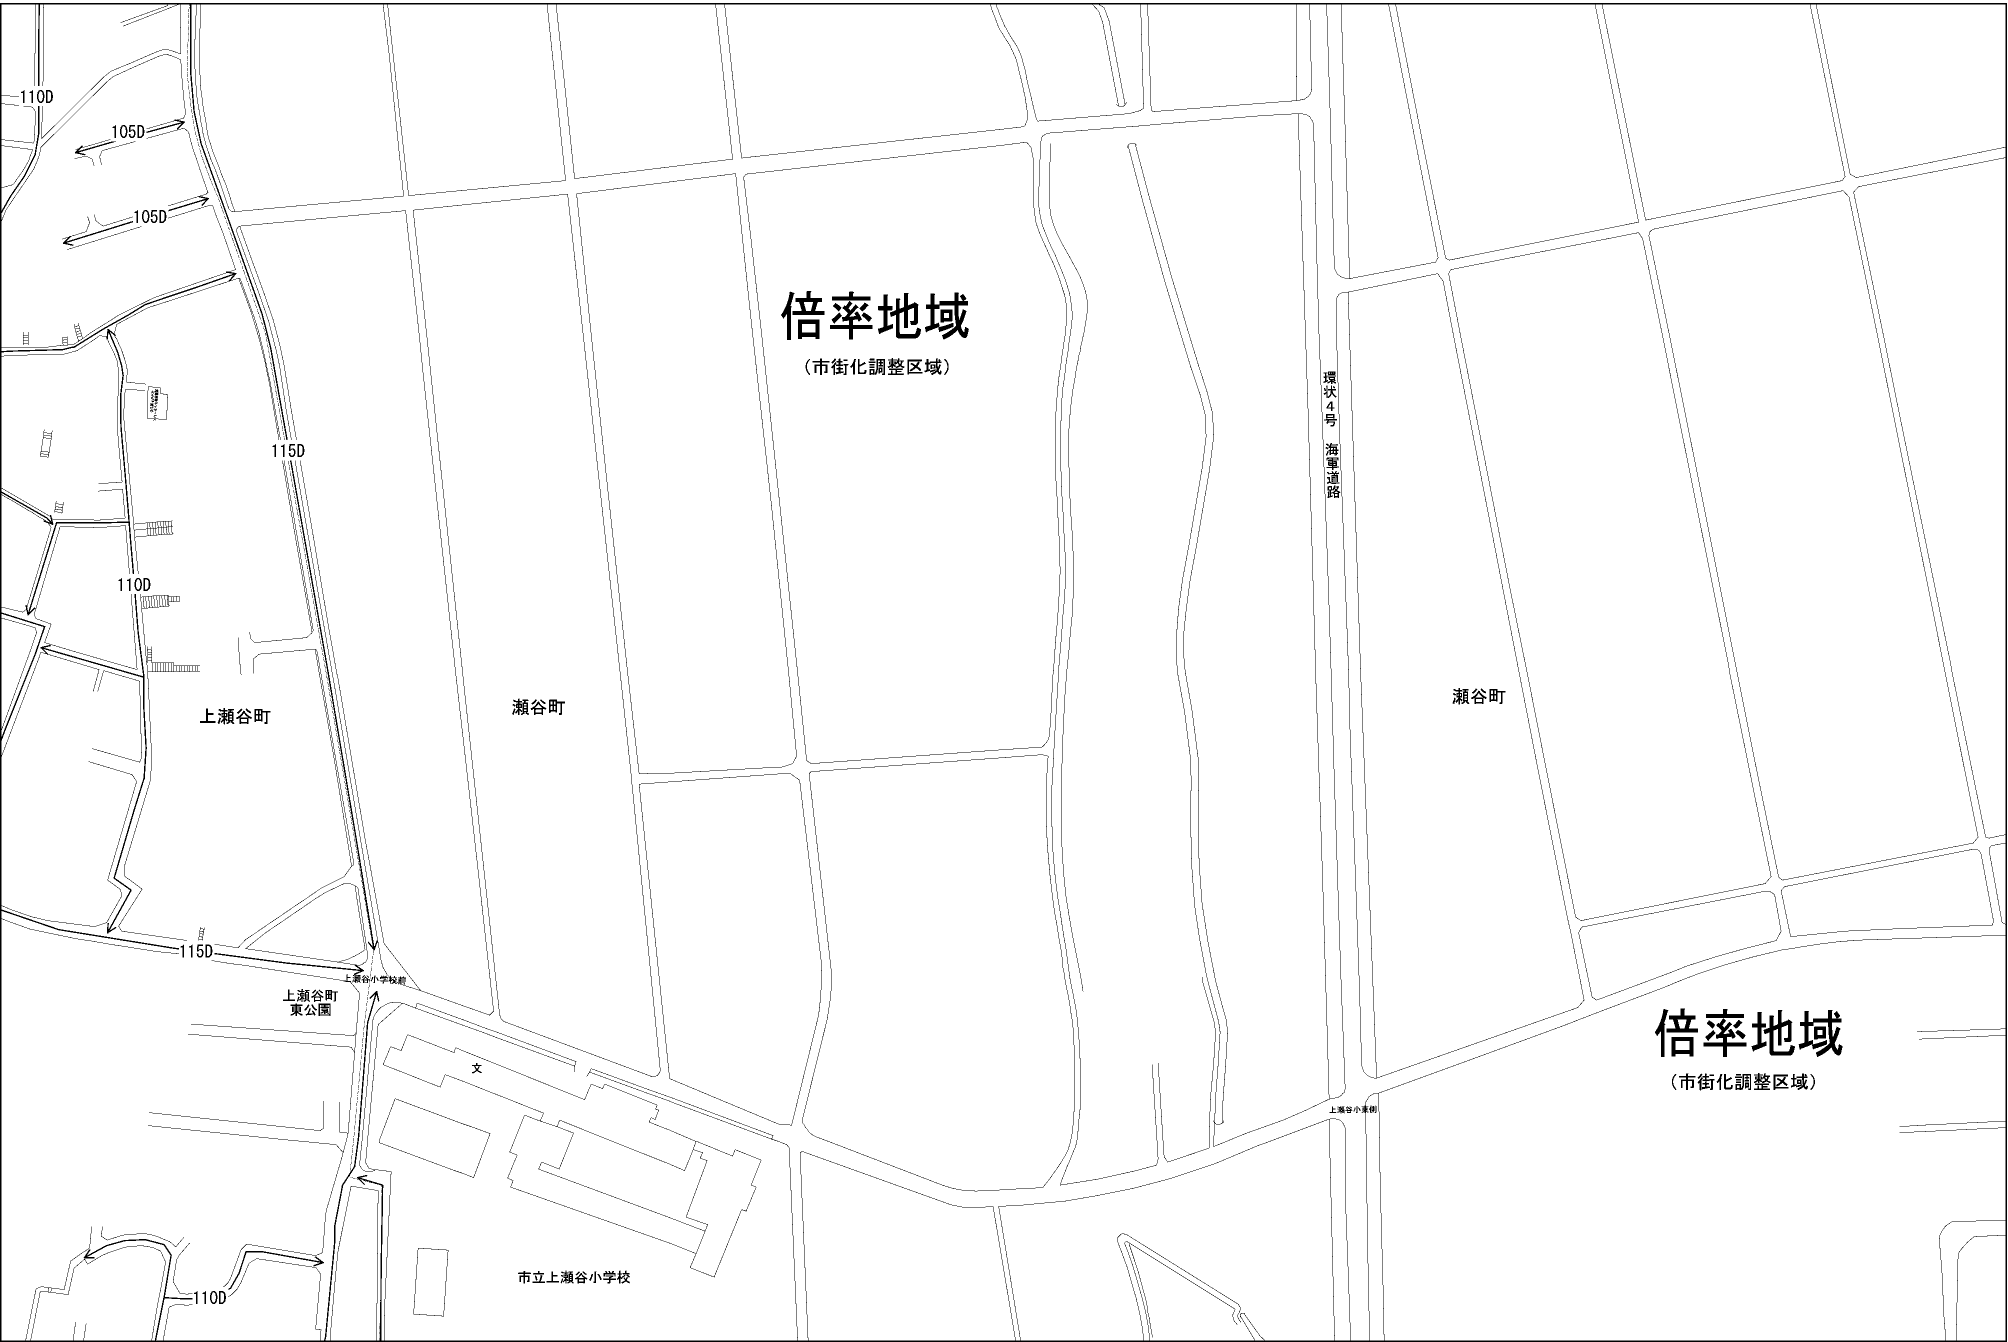 110D
105D
105D
倍率地域
（市街化調整区域）
環状4号 海軍道路
115D
110D
上瀬谷町
瀬谷町
瀬谷町
115D
上瀬谷小学校前
上瀬谷町
東公園
倍率地域
（市街化調整区域）
文
上瀬谷小東側
市立上瀬谷小学校
110D